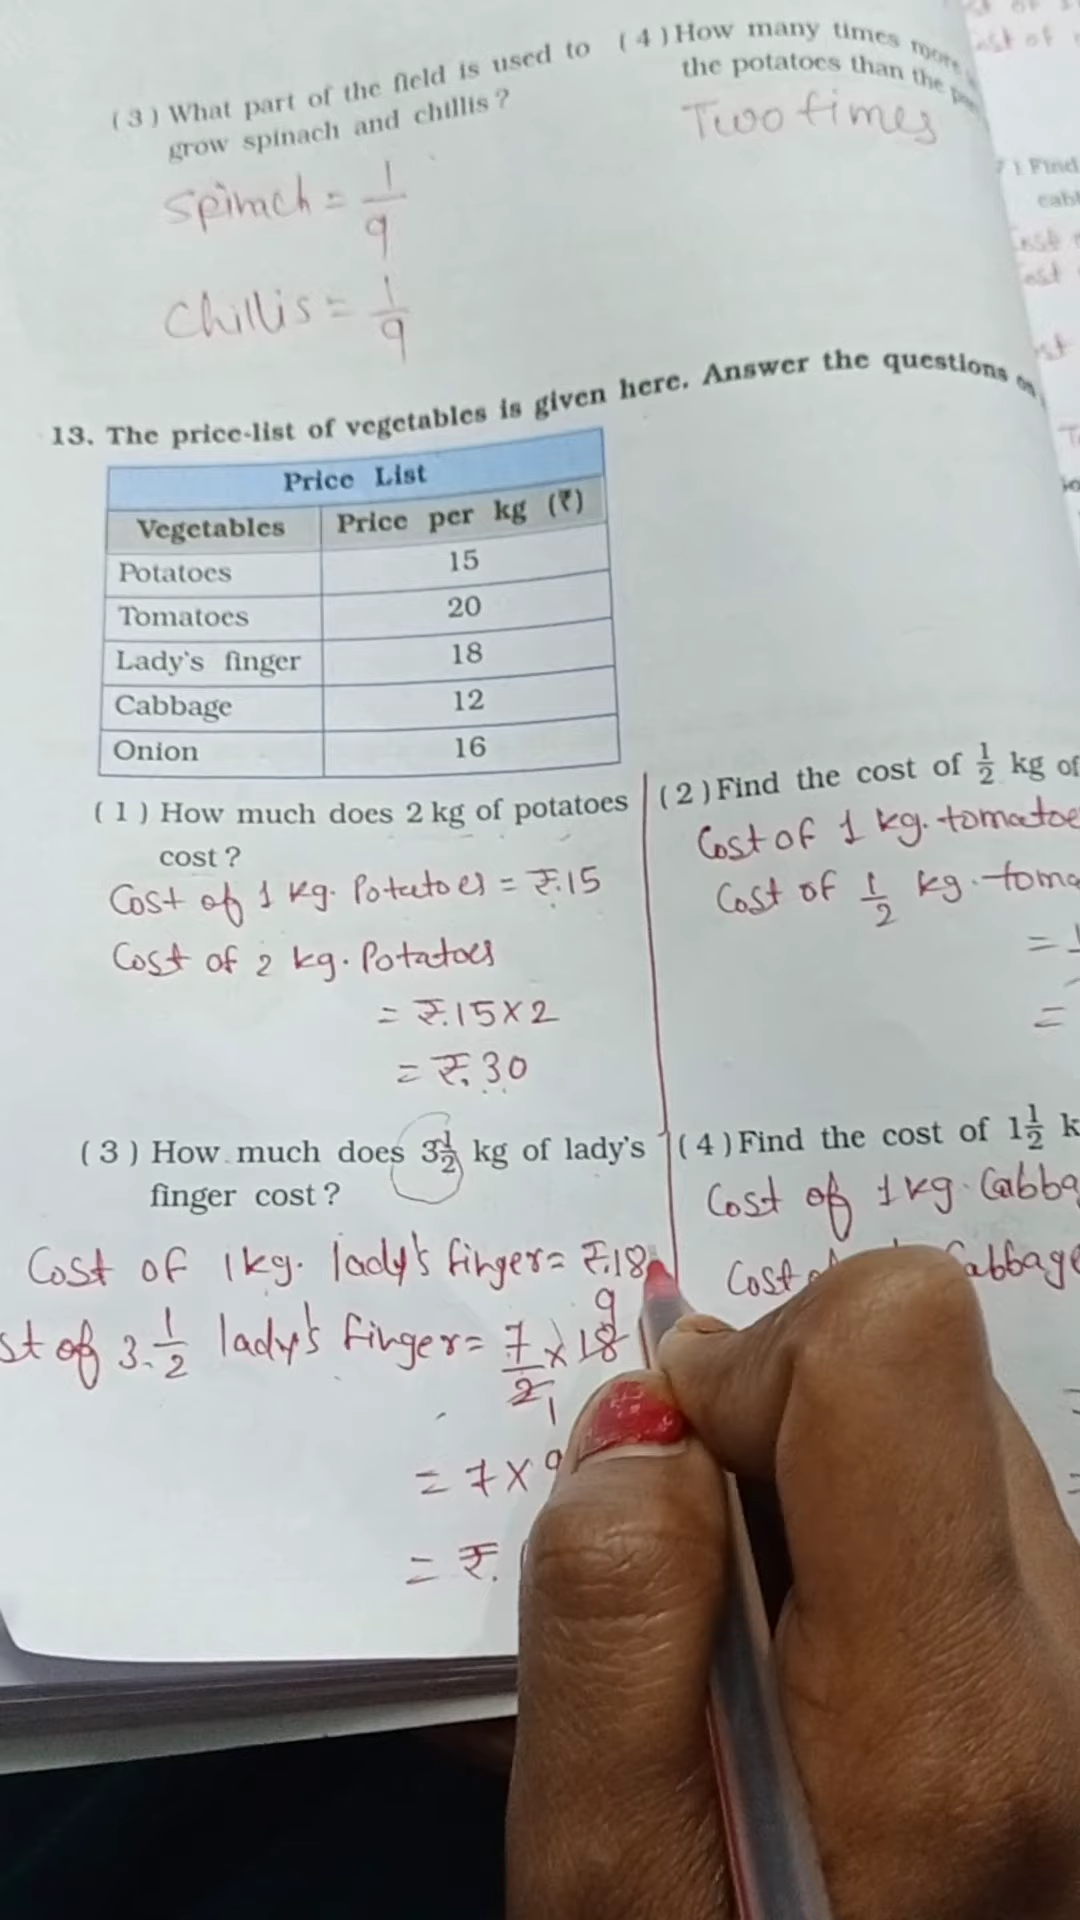 (3) What part of the field is used to
grow spinach and chillis?
Spinach = 1/9
Chillis = 1/9
(4) How many times more
the potatoes than the
Two times
13. The price-list of vegetables is given here. Answer the questions
Price List
Vegetables Price per kg (₹)
Potatoes 15
Tomatoes 20
Lady's finger 18
Cabbage 12
Onion 16
(1) How much does 2 kg of potatoes
cost?
Cost of 1 kg. Potatoes = ₹.15
Cost of 2 kg. Potatoes
= ₹.15 × 2
= ₹.30
(2) Find the cost of 1/2 kg of
Cost of 1 kg. tomatoe
Cost of 1/2 kg. toma
=
=
(3) How much does 3 1/2 kg of lady's
finger cost?
Cost of 1 kg. lady's finger = ₹.18
st of 3 1/2 lady's finger = 7/2 × 18
9
1
= 7 × 9
= ₹.
(4) Find the cost of 1 1/2 k
Cost of 1 kg. Cabba
Cost Cabbage
Find